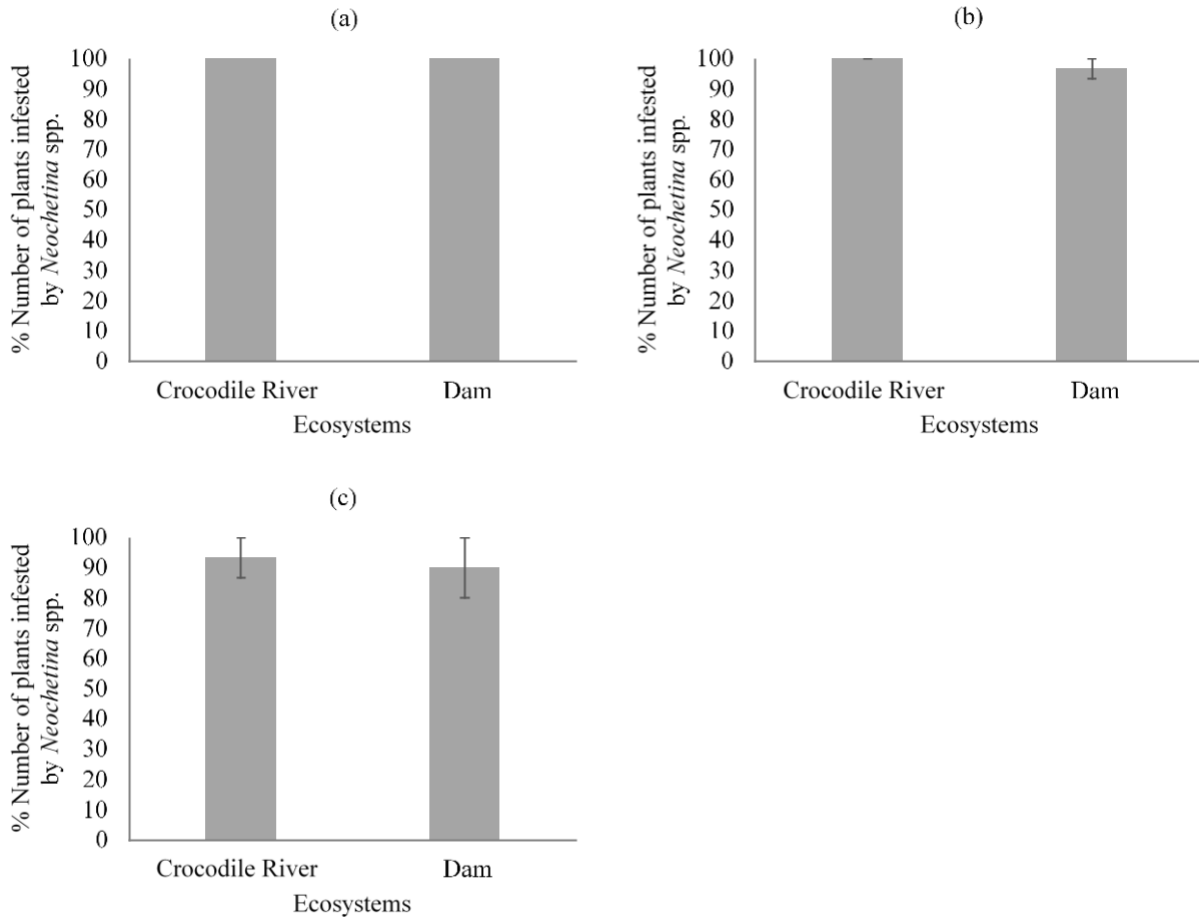 (a)
% Number of plants infested
by Neochetina spp.
100
90
80
70
60
50
40
30
20
10
0
Crocodile River
Dam
Ecosystems
(b)
% Number of plants infested
by Neochetina spp.
100
90
80
70
60
50
40
30
20
10
0
Crocodile River
Dam
Ecosystems
(c)
% Number of plants infested
by Neochetina spp.
100
90
80
70
60
50
40
30
20
10
0
Crocodile River
Dam
Ecosystems